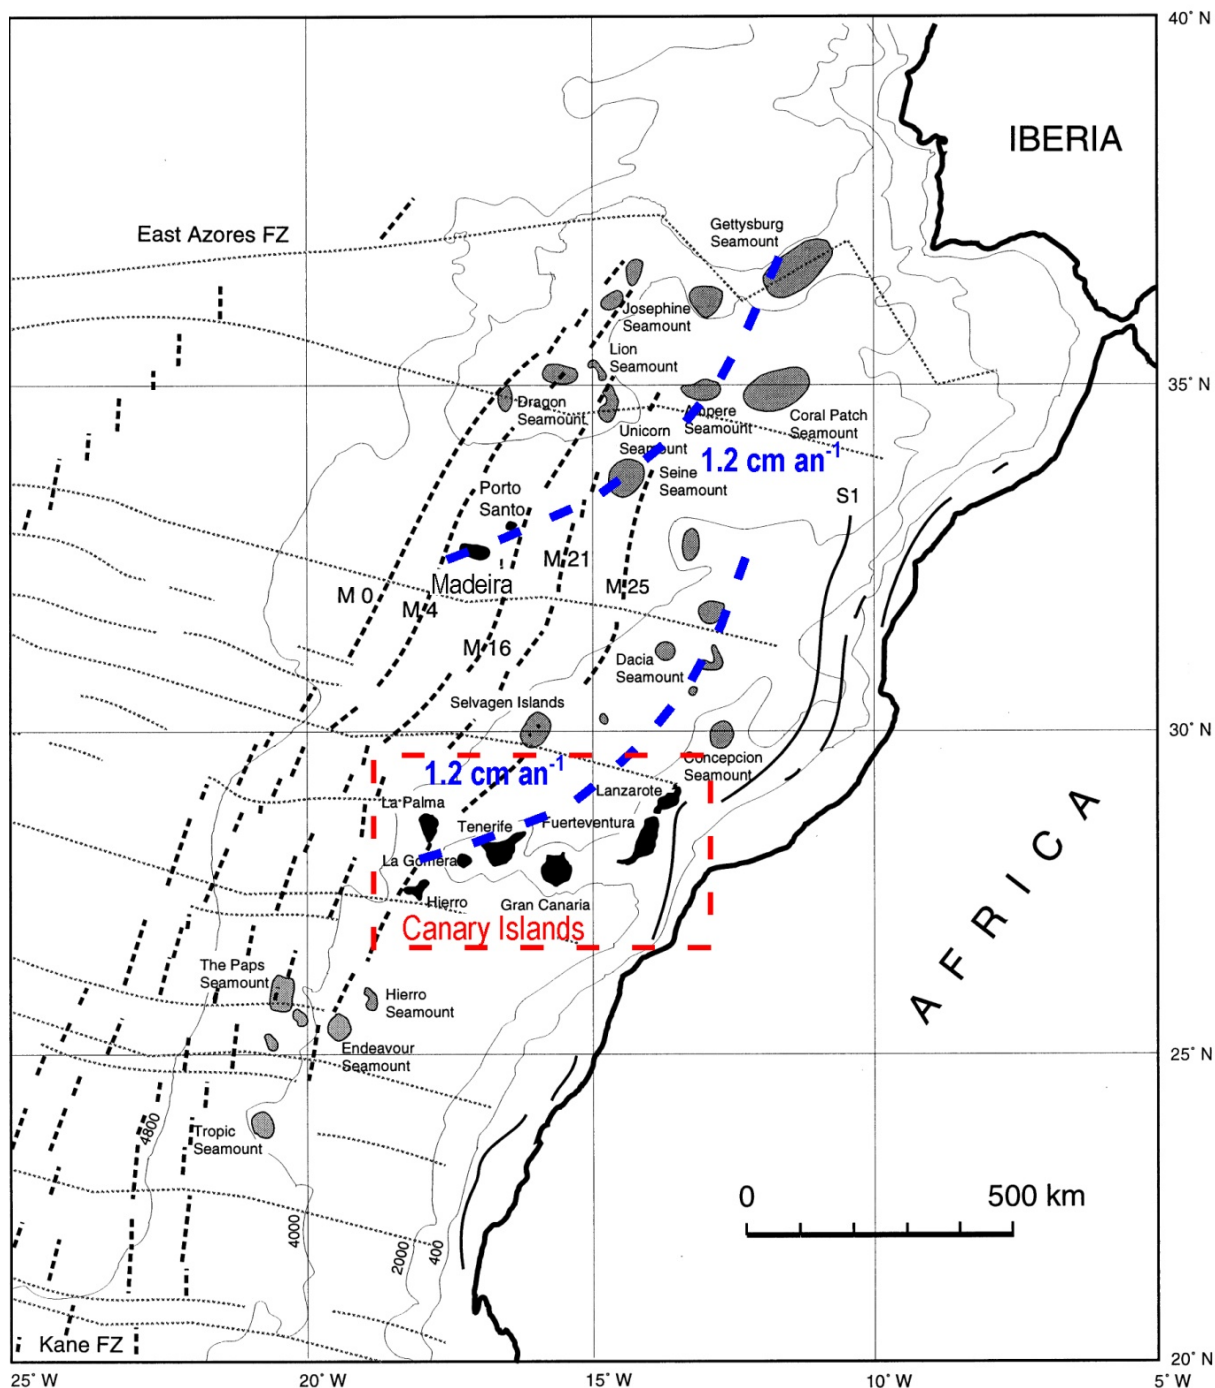 40° N
IBERIA
East Azores FZ
Gettysburg
Seamount
Josephine
Seamount
Lion
Seamount
35° N
Dragon
Seamount
Ampere
Seamount
Coral Patch
Seamount
Unicorn
Seamount
1.2 cm an-1
Seine
Seamount
Porto
Santo
S1
M 21
Madeira
M 25
M 0
M 4
M 16
Dacia
Seamount
Selvagen Islands
30° N
Concepcion
Seamount
1.2 cm an-1
Lanzarote
La Palma
Tenerife
Fuerteventura
La Gomera
Hierro
Gran Canaria
Canary Islands
AFRICA
The Paps
Seamount
Hierro
Seamount
Endeavour
Seamount
25° N
4800
Tropic
Seamount
0
500 km
4000
2000
400
Kane FZ
20° N
25° W
20° W
15° W
10° W
5° W